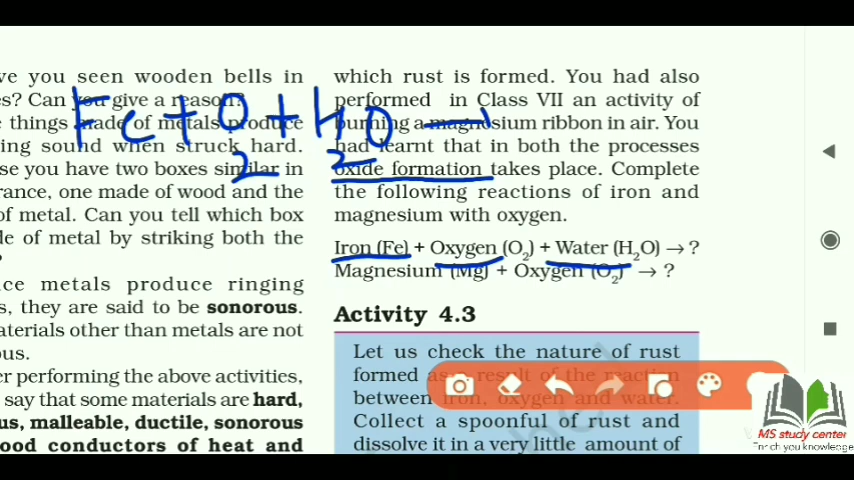 ve you seen wooden bells in
es? Can you give a reason?
e things made of metals produce
ing sound when struck hard.
se you have two boxes similar in
rance, one made of wood and the
of metal. Can you tell which box
de of metal by striking both the
?
ce metals produce ringing
s, they are said to be sonorous.
aterials other than metals are not
ous.
er performing the above activities,
say that some materials are hard,
us, malleable, ductile, sonorous
ood conductors of heat and
Fe + O2 + H2O →
which rust is formed. You had also
performed in Class VII an activity of
burning a magnesium ribbon in air. You
had learnt that in both the processes
oxide formation takes place. Complete
the following reactions of iron and
magnesium with oxygen.
Iron (Fe) + Oxygen (O2) + Water (H2O) → ?
Magnesium (Mg) + Oxygen (O2) → ?
Activity 4.3
Let us check the nature of rust
formed as a result of the reaction
between iron, oxygen and water.
Collect a spoonful of rust and
dissolve it in a very little amount of
MS study center
Enrich you knowledge